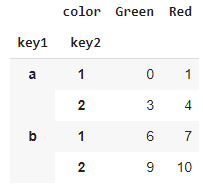 color Green Red
key1 key2
a 1 0 1
2 3 4
b 1 6 7
2 9 10